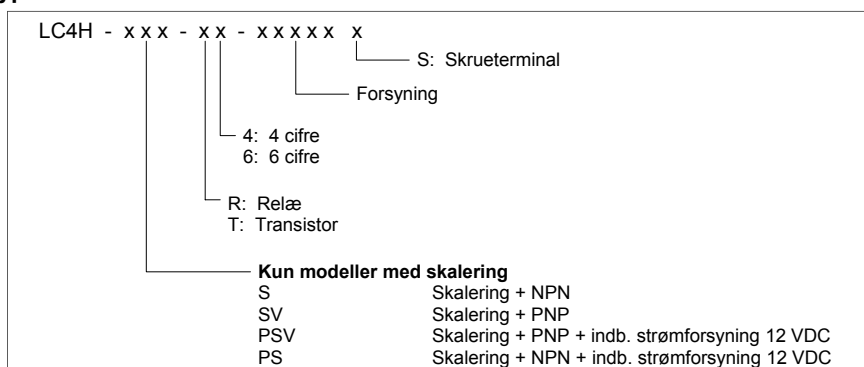 LC4H - x x x - x x - x x x x x x
S: Skrueterminal
Forsyning
4: 4 cifre
6: 6 cifre
R: Relæ
T: Transistor
Kun modeller med skalering
S Skalering + NPN
SV Skalering + PNP
PSV Skalering + PNP + indb. strømforsyning 12 VDC
PS Skalering + NPN + indb. strømforsyning 12 VDC